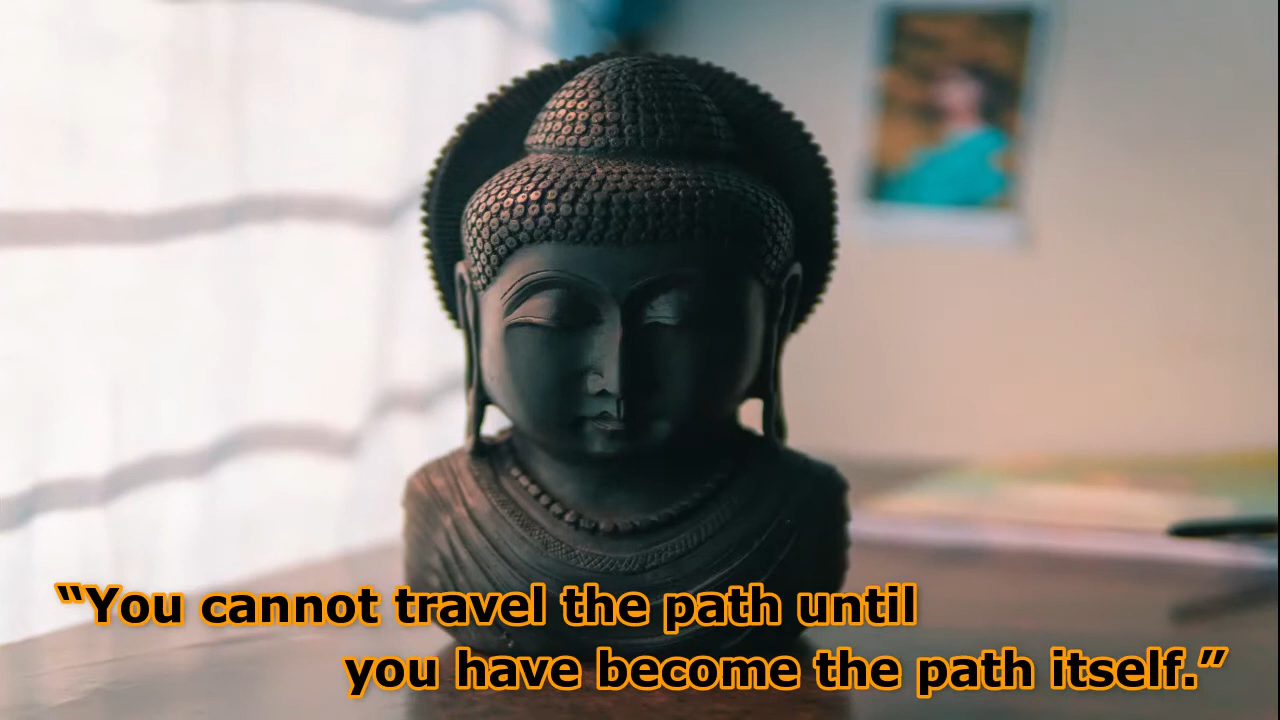 “You cannot travel the path until
you have become the path itself.”